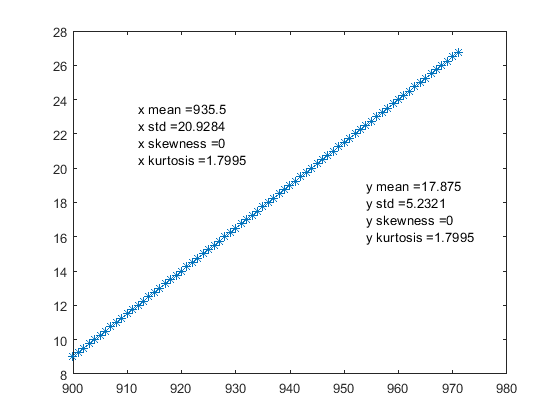 28
26
24
22
20
18
16
14
12
10
8
x mean =935.5
x std =20.9284
x skewness =0
x kurtosis =1.7995
y mean =17.875
y std =5.2321
y skewness =0
y kurtosis =1.7995
900 910 920 930 940 950 960 970 980